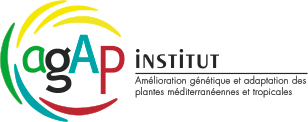 agAp
institut
Amélioration génétique et adaptation des
plantes méditerranéennes et tropicales